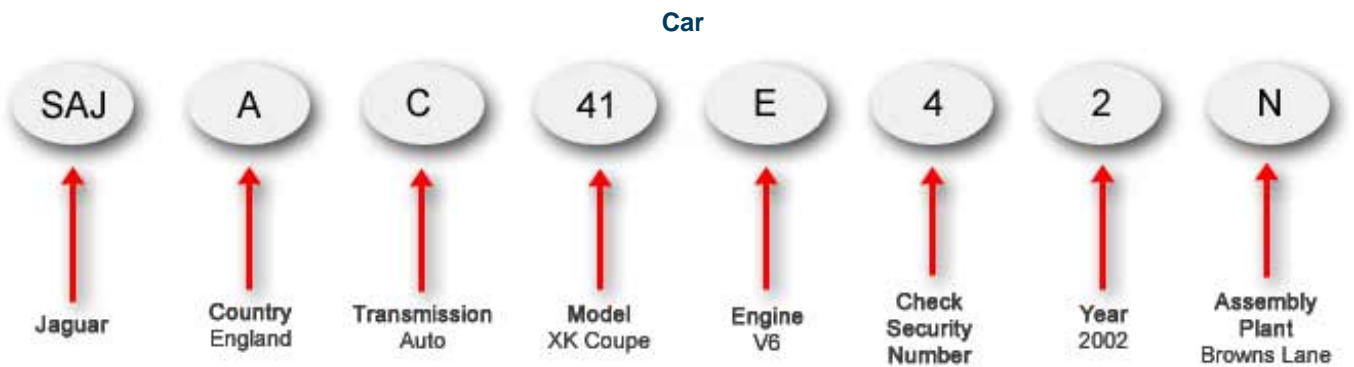 Car
SAJ A C 41 E 4 2 N
Jaguar
Country
England
Transmission
Auto
Model
XK Coupe
Engine
V6
Check
Security
Number
Year
2002
Assembly
Plant
Browns Lane